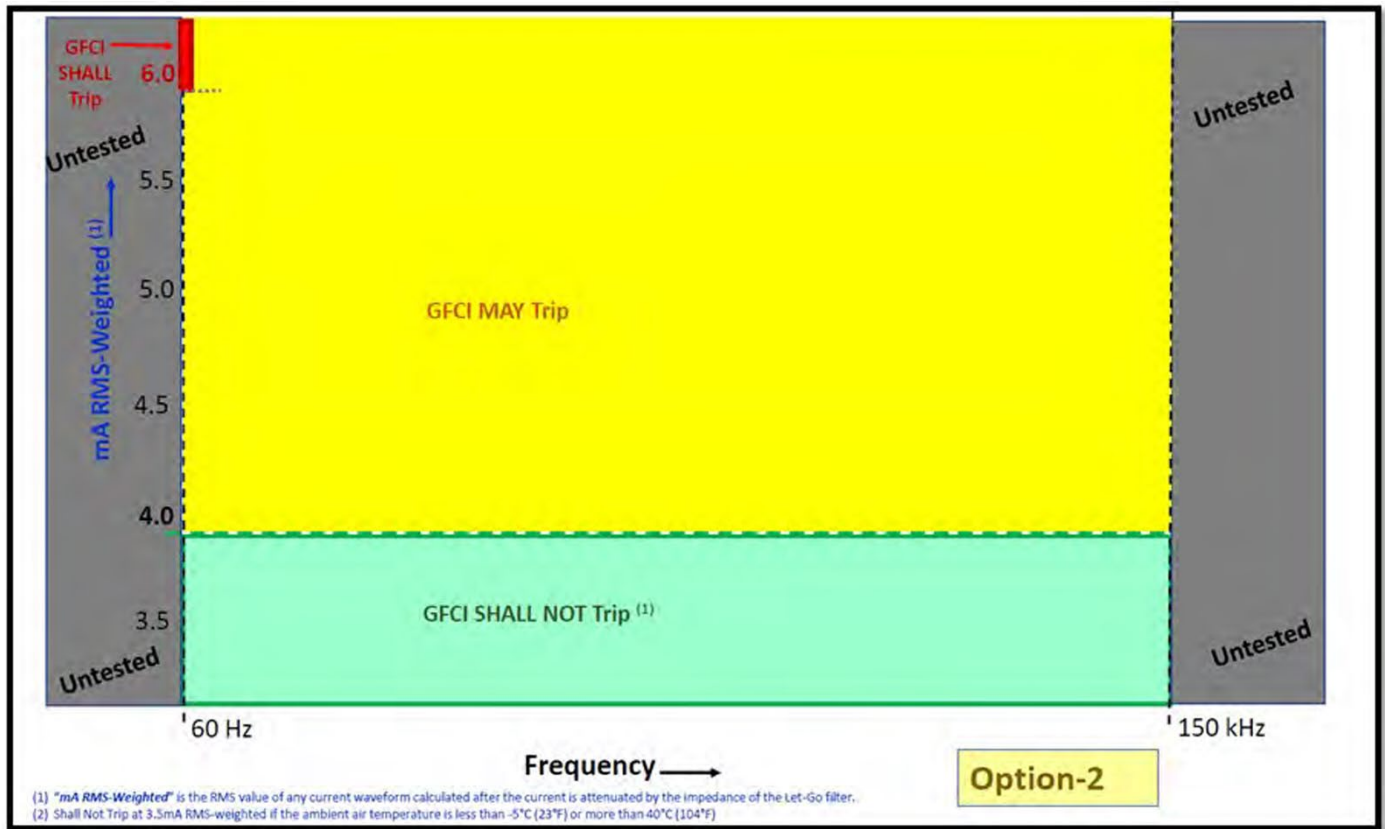 GFCI
SHALL 6.0
Trip
Untested
Untested
5.5
mA RMS-Weighted (1)
5.0
GFCI MAY Trip
4.5
4.0
GFCI SHALL NOT Trip (1)
3.5
Untested
Untested
60 Hz
150 kHz
Frequency
Option-2
(1) "mA RMS-Weighted" is the RMS value of any current waveform calculated after the current is attenuated by the impedance of the Let-Go filter.
(2) Shall Not Trip at 3.5mA RMS-weighted if the ambient air temperature is less than -5°C (23°F) or more than 40°C (104°F)